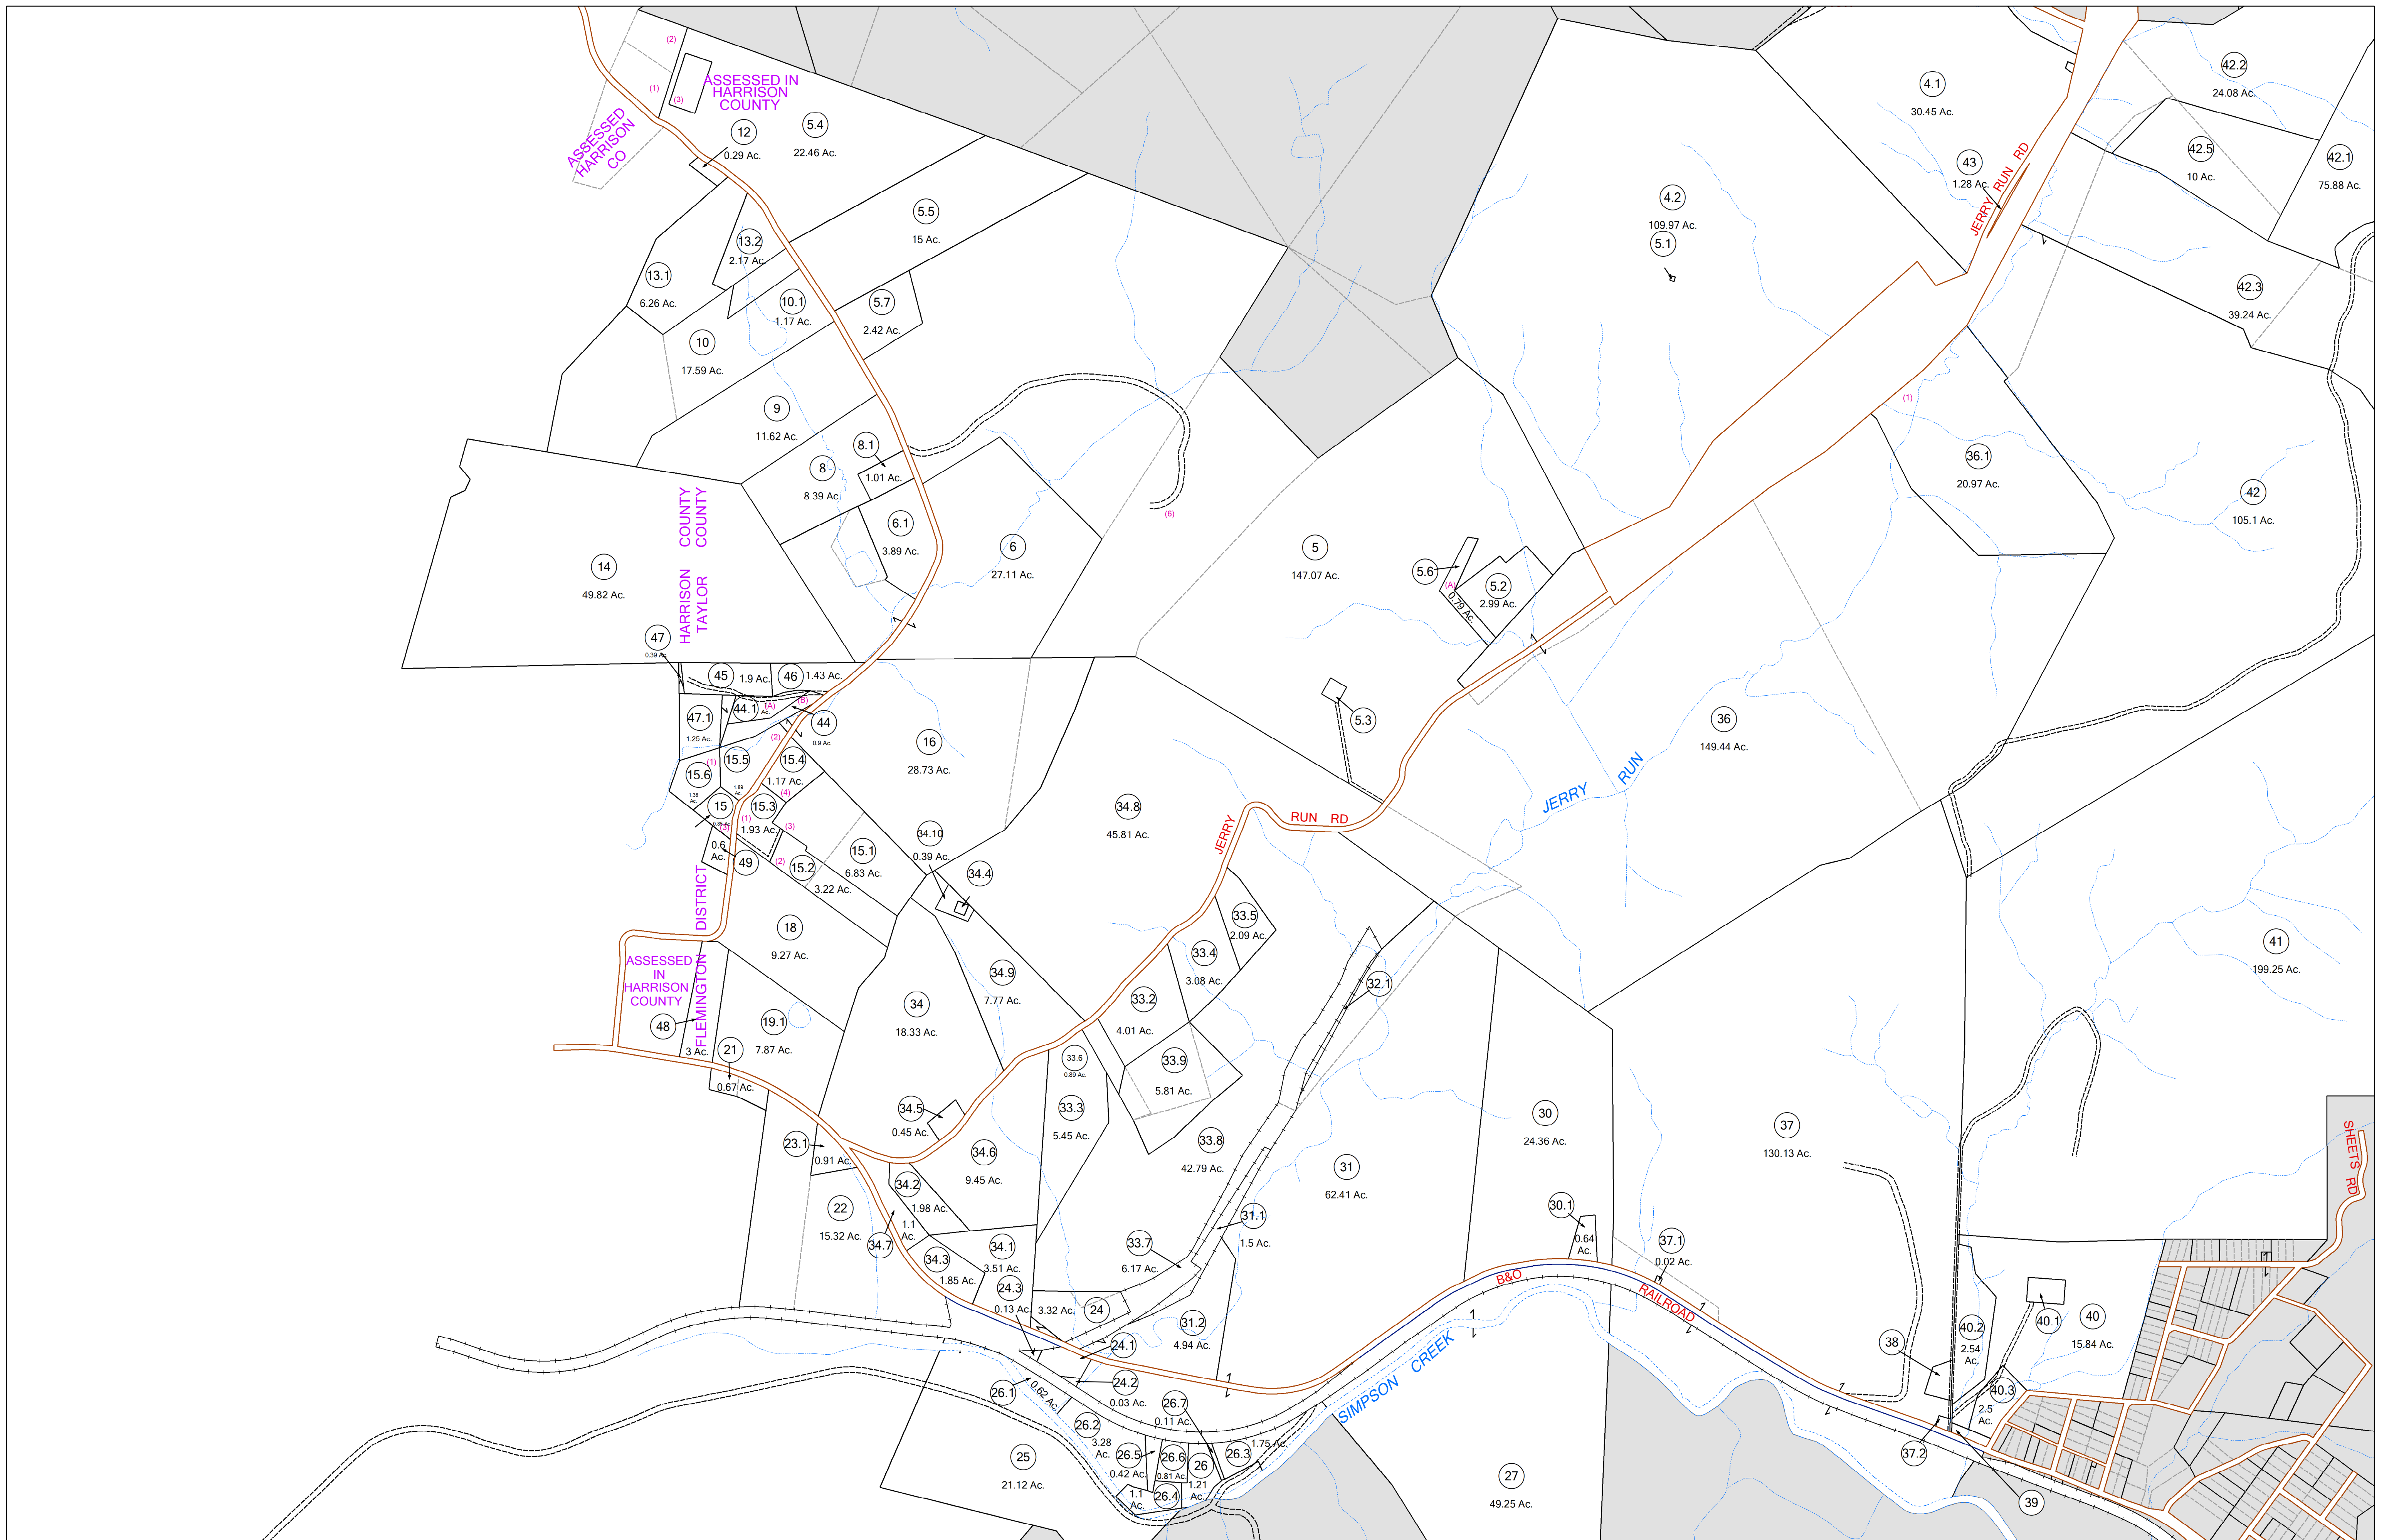 (2)
(1)
(3)
ASSESSED IN
HARRISON
COUNTY
ASSESSED
HARRISON
CO
12
0.29 Ac.
5.4
22.46 Ac.
4.1
30.45 Ac.
42.2
24.08 Ac.
42.5
10 Ac.
42.1
75.88 Ac.
43
1.28 Ac.
JERRY RUN RD
4.2
109.97 Ac.
5.1
5.5
15 Ac.
13.2
2.17 Ac.
13.1
6.26 Ac.
10.1
1.17 Ac.
5.7
2.42 Ac.
42.3
39.24 Ac.
10
17.59 Ac.
9
11.62 Ac.
(1)
8.1
1.01 Ac.
8
8.39 Ac.
36.1
20.97 Ac.
42
105.1 Ac.
HARRISON COUNTY
TAYLOR COUNTY
(6)
6.1
3.89 Ac.
6
27.11 Ac.
5
147.07 Ac.
5.6
(A)
0.79 Ac.
5.2
2.99 Ac.
14
49.82 Ac.
47
0.39 Ac.
45
1.9 Ac.
46
1.43 Ac.
44.1
Ac.
(A)
(B)
44
0.9 Ac.
47.1
1.25 Ac.
(2)
(1)
15.5
15.4
1.17 Ac.
15.6
1.38
Ac.
1.89
Ac.
(4)
15
(3)
(1)
15.3
1.93 Ac.
(3)
16
28.73 Ac.
5.3
36
149.44 Ac.
JERRY RUN
34.8
45.81 Ac.
JERRY RUN RD
0.6
Ac.
49
(2)
15.2
3.22 Ac.
15.1
6.83 Ac.
34.10
0.39 Ac.
34.4
FLEMINGTON DISTRICT
18
9.27 Ac.
33.5
2.09 Ac.
33.4
3.08 Ac.
41
199.25 Ac.
ASSESSED
IN
HARRISON
COUNTY
34.9
7.77 Ac.
32.1
33.2
4.01 Ac.
34
18.33 Ac.
48
3 Ac.
19.1
7.87 Ac.
21
0.67 Ac.
33.6
0.89 Ac.
33.9
5.81 Ac.
34.5
0.45 Ac.
33.3
5.45 Ac.
30
24.36 Ac.
37
130.13 Ac.
23.1
0.91 Ac.
34.6
9.45 Ac.
33.8
42.79 Ac.
31
62.41 Ac.
SHEETS RD
22
15.32 Ac.
34.2
1.98 Ac.
1.1
Ac.
34.7
34.3
1.85 Ac.
34.1
3.51 Ac.
33.7
6.17 Ac.
31.1
1.5 Ac.
30.1
0.64
Ac.
37.1
0.02 Ac.
B&O RAILROAD
24.3
0.13 Ac.
3.32 Ac.
24
31.2
4.94 Ac.
24.1
24.2
0.03 Ac.
SIMPSON CREEK
38
40.2
2.54
Ac.
40.1
40
15.84 Ac.
40.3
2.5
Ac.
26.1
0.62 Ac.
26.2
3.28
Ac.
26.7
0.11 Ac.
26.5
0.42 Ac.
26.6
0.81 Ac.
26
1.21
Ac.
26.3
1.75 Ac.
1.1
Ac.
26.4
25
21.12 Ac.
27
49.25 Ac.
37.2
39